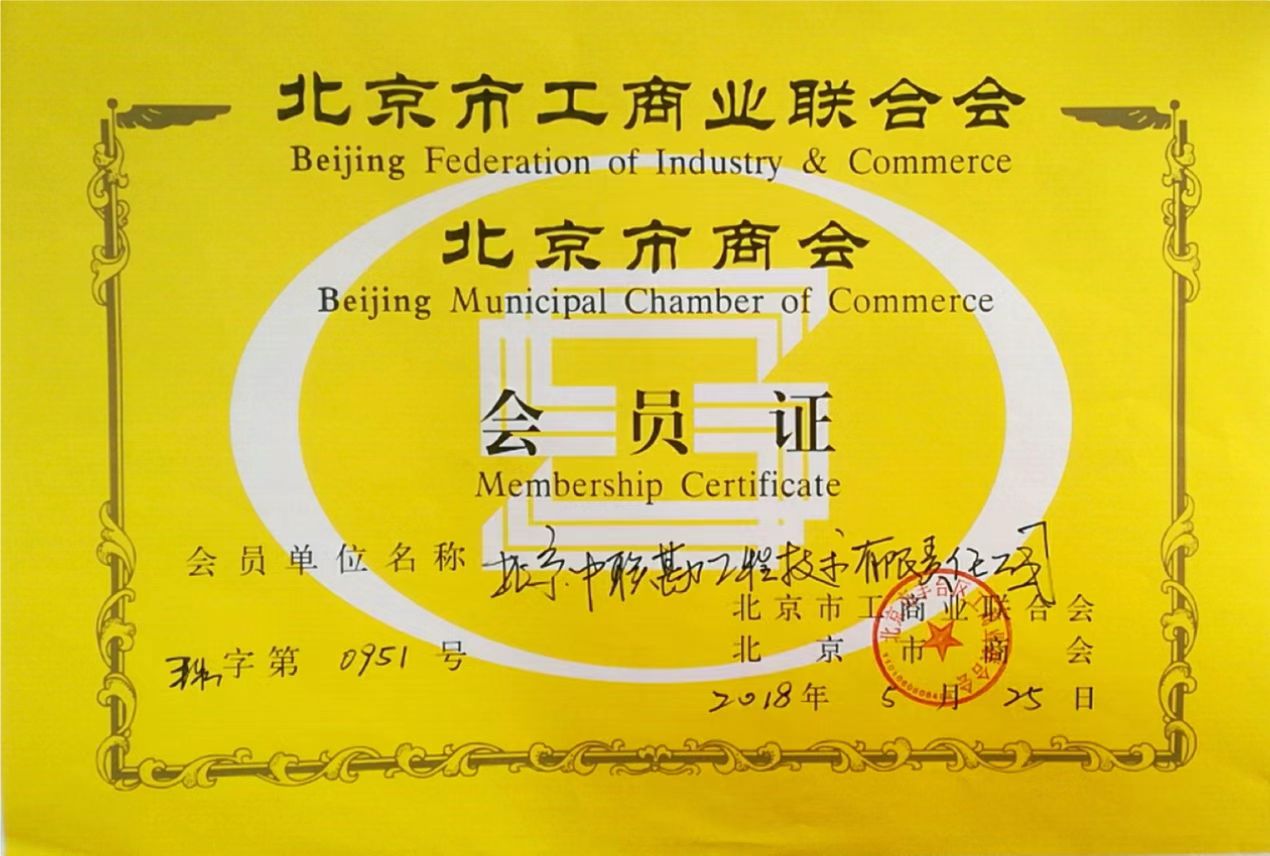 北京市工商业联合会
Beijing Federation of Industry & Commerce
北京市商会
Beijing Municipal Chamber of Commerce
会员证
Membership Certificate
会员单位名称 北京中联勘工程技术有限责任公司
北京市工商业联合会
字第 0951 号
北京市商会
2018年 5月 25日